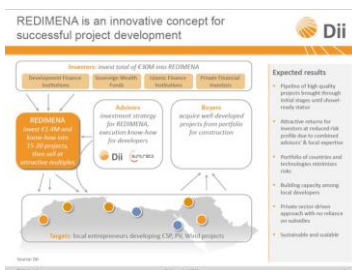 REDIMENA is an innovative concept for
successful project development
Dii
Investors: invest total of €30M into REDIMENA
Development Finance
Institutions
Sovereign Wealth
Funds
Islamic Finance
Institutions
Private Financial
Investors
REDIMENA
invest €1.4M and
know-how into
15-20 projects,
then sell at
attractive multiples
Advisors
investment strategy
for REDIMENA,
execution know-how
for developers
Dii
Buyers
acquire well developed
projects from portfolio
for construction
Targets: local entrepreneurs developing CSP, PV, Wind projects
Expected results
Pipeline of high quality
projects brought through
initial stages until shovel-
ready status
Attractive returns for
investors at reduced risk
profile due to combined
advisors' & local expertise
Portfolio of countries and
technologies minimizes
risks
Building capacity among
local developers
Private sector-driven
approach with no reliance
on subsidies
Sustainable and scalable
Source: Dii